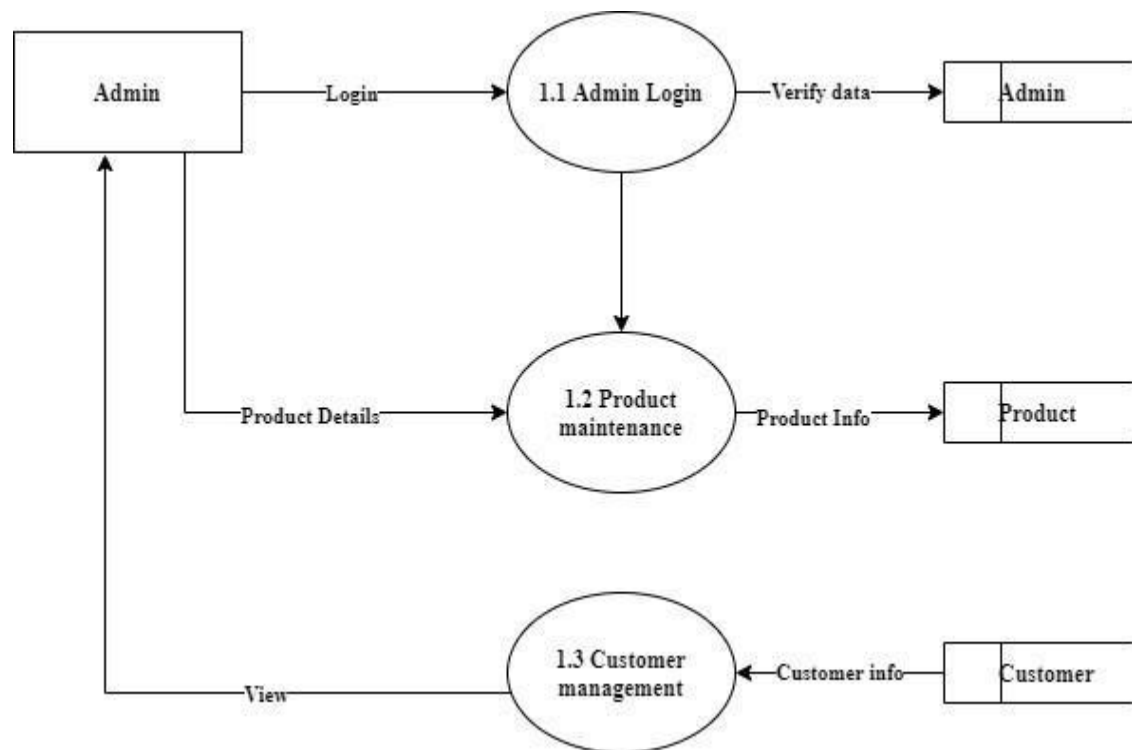 Admin
Login
1.1 Admin Login
Verify data
Admin
Product Details
1.2 Product
maintenance
Product Info
Product
View
1.3 Customer
management
Customer info
Customer